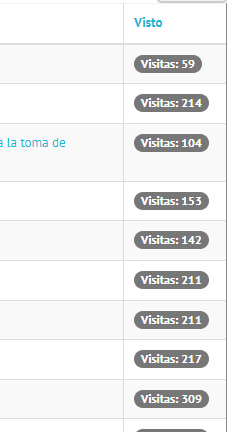 Visto
Visitas: 59
Visitas: 214
a la toma de
Visitas: 104
Visitas: 153
Visitas: 142
Visitas: 211
Visitas: 211
Visitas: 217
Visitas: 309